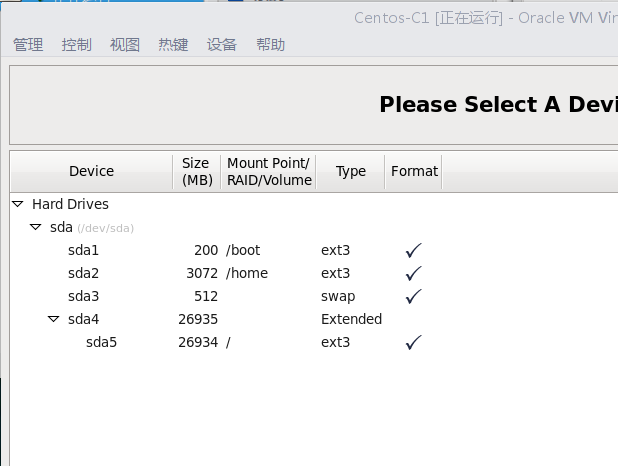 Centos-C1 [正在运行] - Oracle VM Vir
管理 控制 视图 热键 设备 帮助
Please Select A Devi
Device Size (MB) Mount Point/ RAID/Volume Type Format
Hard Drives
sda (/dev/sda)
sda1 200 /boot ext3 ✓
sda2 3072 /home ext3 ✓
sda3 512 swap ✓
sda4 26935 Extended
sda5 26934 / ext3 ✓